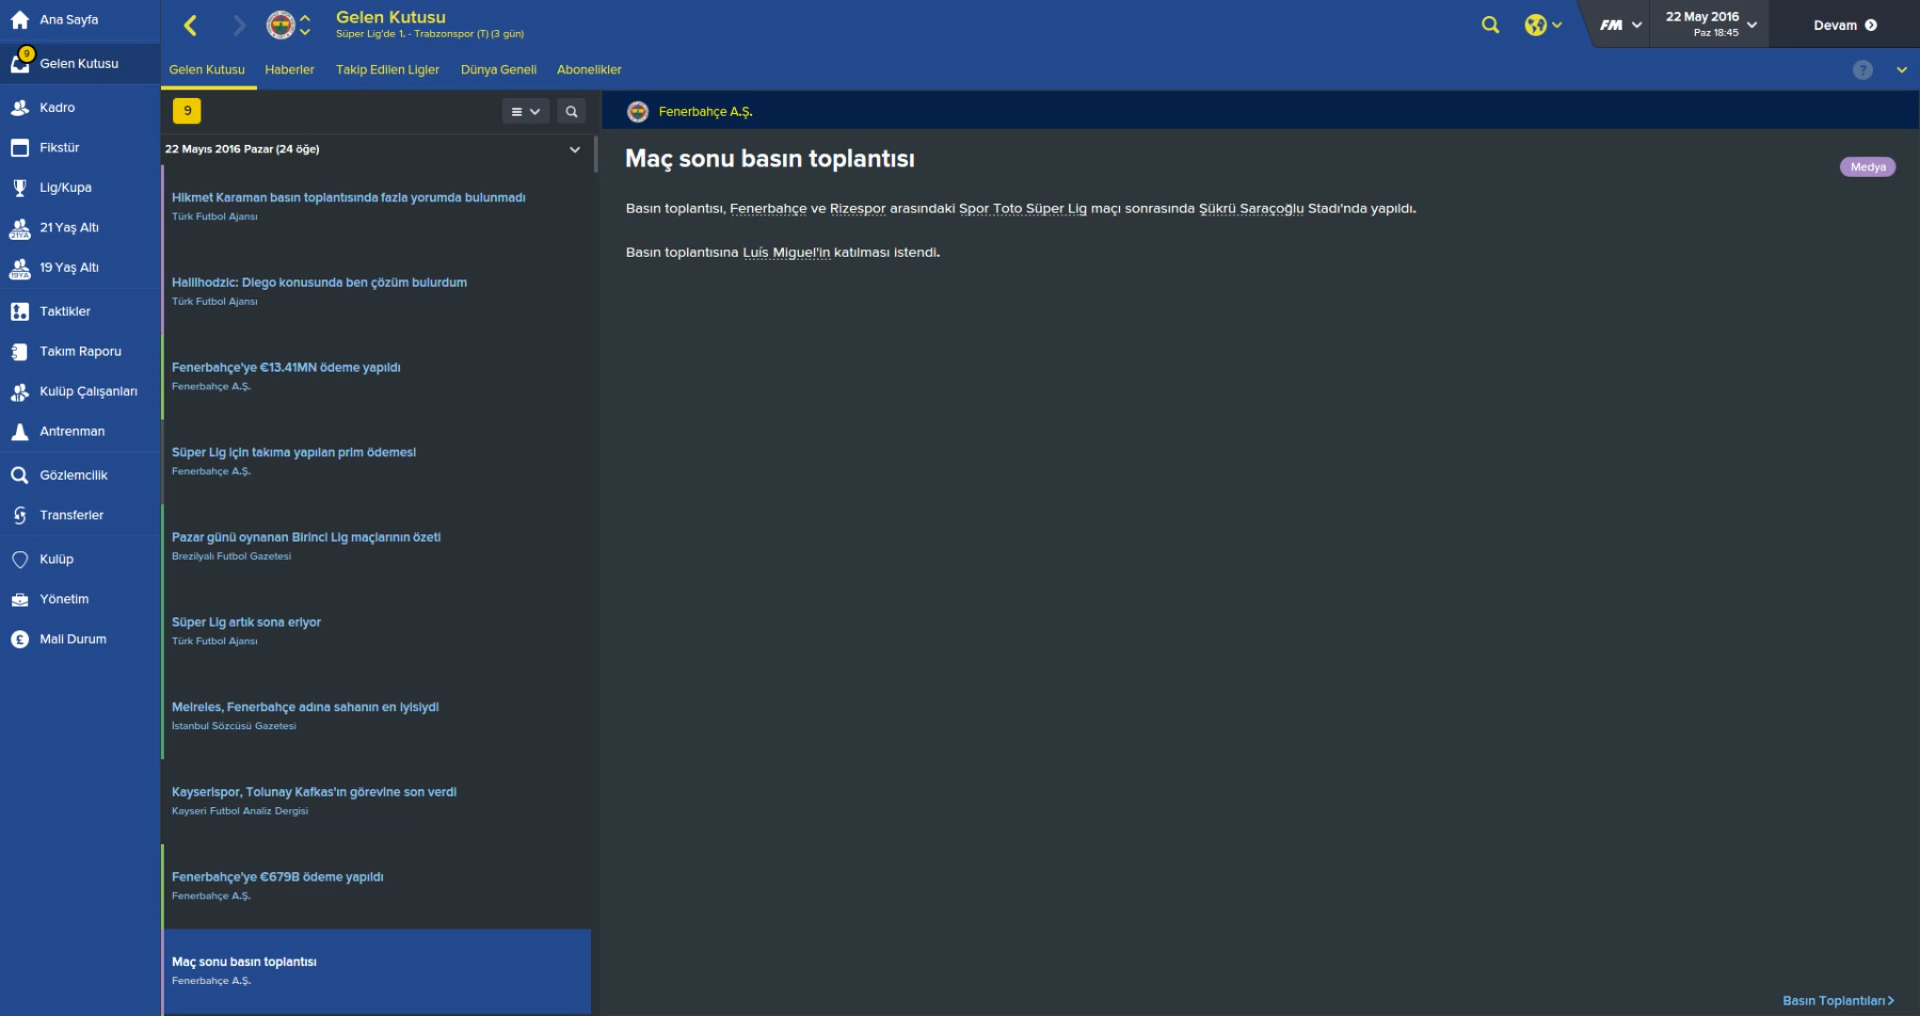 Ana Sayfa
9
Gelen Kutusu
Kadro
Fikstür
Lig/Kupa
21 Yaş Altı
19 Yaş Altı
Taktikler
Takım Raporu
Kulüp Çalışanları
Antrenman
Gözlemcilik
Transferler
Kulüp
Yönetim
Mali Durum
Gelen Kutusu
Süper Lig'de 1. - Trabzonspor (T) (3 gün)
FM
22 May 2016
Paz 18:45
Devam
Gelen Kutusu Haberler Takip Edilen Ligler Dünya Geneli Abonelikler
?
9
22 Mayıs 2016 Pazar (24 öğe)
Hikmet Karaman basın toplantısında fazla yorumda bulunmadı
Türk Futbol Ajansı
Halilhodzic: Diego konusunda ben çözüm bulurdum
Türk Futbol Ajansı
Fenerbahçe'ye €13.41MN ödeme yapıldı
Fenerbahçe A.Ş.
Süper Lig için takıma yapılan prim ödemesi
Fenerbahçe A.Ş.
Pazar günü oynanan Birinci Lig maçlarının özeti
Brezilyalı Futbol Gazetesi
Süper Lig artık sona eriyor
Türk Futbol Ajansı
Meireles, Fenerbahçe adına sahanın en iyisiydi
İstanbul Sözcüsü Gazetesi
Kayserispor, Tolunay Kafkas'ın görevine son verdi
Kayseri Futbol Analiz Dergisi
Fenerbahçe'ye €679B ödeme yapıldı
Fenerbahçe A.Ş.
Maç sonu basın toplantısı
Fenerbahçe A.Ş.
Fenerbahçe A.Ş.
Maç sonu basın toplantısı
Medya
Basın toplantısı, Fenerbahçe ve Rizespor arasındaki Spor Toto Süper Lig maçı sonrasında Şükrü Saraçoğlu Stadı'nda yapıldı.
Basın toplantısına Luís Miguel'in katılması istendi.
Basın Toplantıları